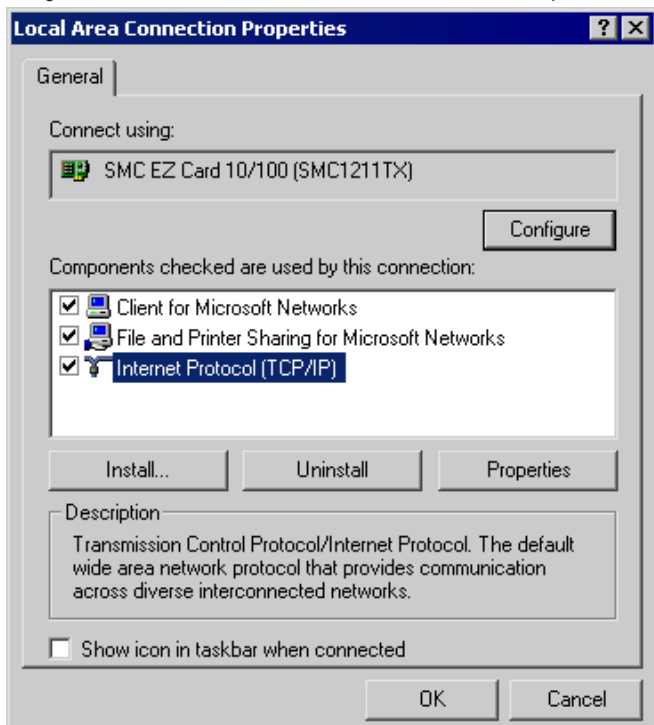 Local Area Connection Properties
General
Connect using:
SMC EZ Card 10/100 (SMC1211TX)
Configure
Components checked are used by this connection:
Client for Microsoft Networks
File and Printer Sharing for Microsoft Networks
Internet Protocol (TCP/IP)
Install...
Uninstall
Properties
Description
Transmission Control Protocol/Internet Protocol. The default
wide area network protocol that provides communication
across diverse interconnected networks.
Show icon in taskbar when connected
OK
Cancel